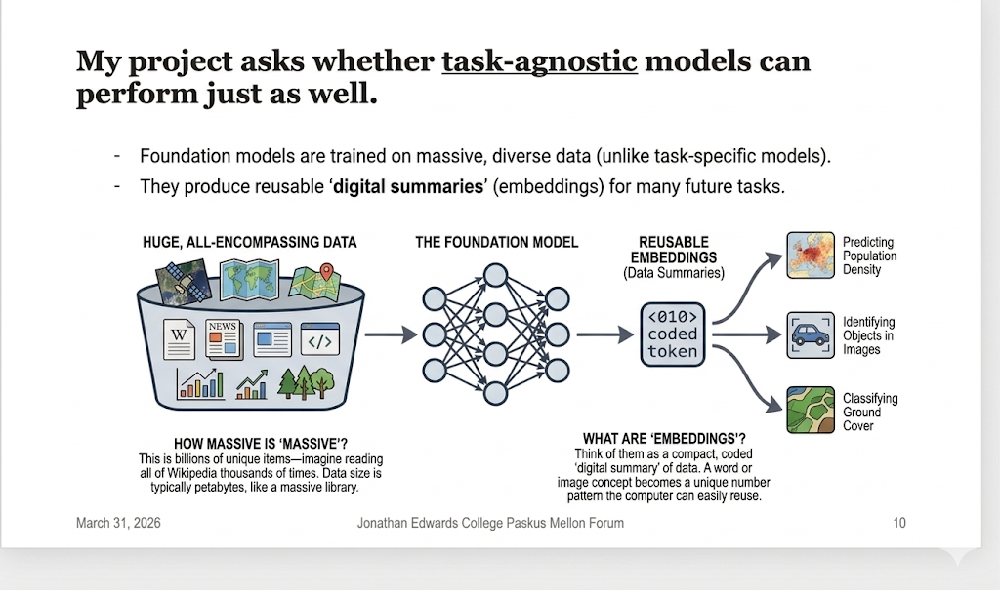 My project asks whether task-agnostic models can
perform just as well.
- Foundation models are trained on massive, diverse data (unlike task-specific models).
- They produce reusable ‘digital summaries’ (embeddings) for many future tasks.
HUGE, ALL-ENCOMPASSING DATA
W
NEWS
</>
THE FOUNDATION MODEL
REUSABLE
EMBEDDINGS
(Data Summaries)
<010>
coded
token
Predicting
Population
Density
Identifying
Objects in
Images
Classifying
Ground
Cover
HOW MASSIVE IS ‘MASSIVE’?
This is billions of unique items—imagine reading
all of Wikipedia thousands of times. Data size is
typically petabytes, like a massive library.
WHAT ARE ‘EMBEDDINGS’?
Think of them as a compact, coded
‘digital summary’ of data. A word or
image concept becomes a unique number
pattern the computer can easily reuse.
March 31, 2026
Jonathan Edwards College Paskus Mellon Forum
10